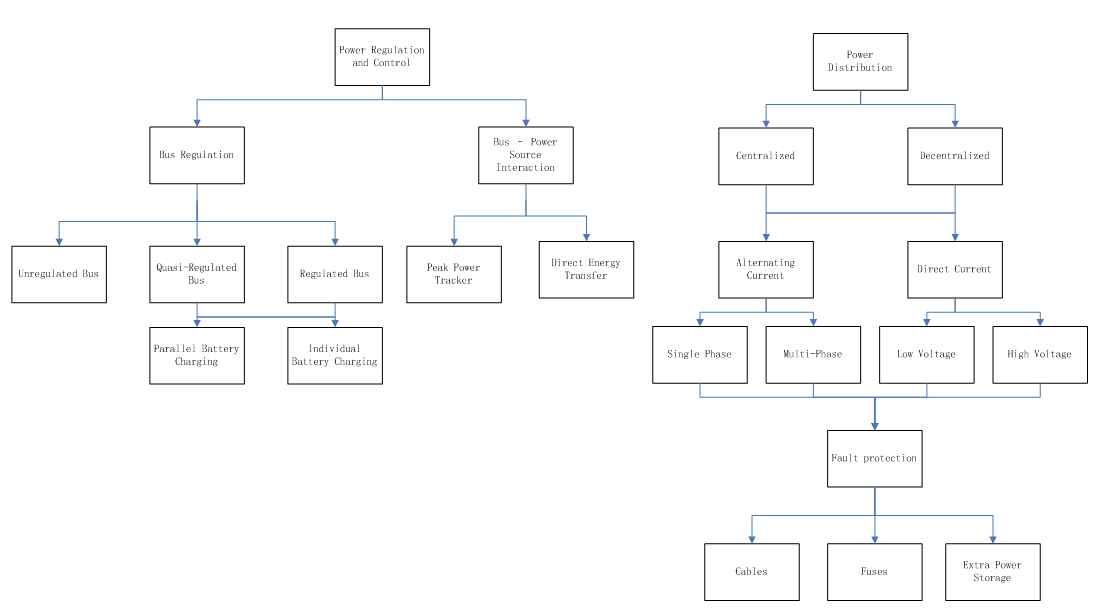 Power Regulation
and Control
Bus Regulation
Bus - Power
Source
Interaction
Unregulated Bus
Quasi-Regulated
Bus
Regulated Bus
Peak Power
Tracker
Direct Energy
Transfer
Parallel Battery
Charging
Individual
Battery Charging
Power
Distribution
Centralized
Decentralized
Alternating
Current
Direct Current
Single Phase
Multi-Phase
Low Voltage
High Voltage
Fault protection
Cables
Fuses
Extra Power
Storage